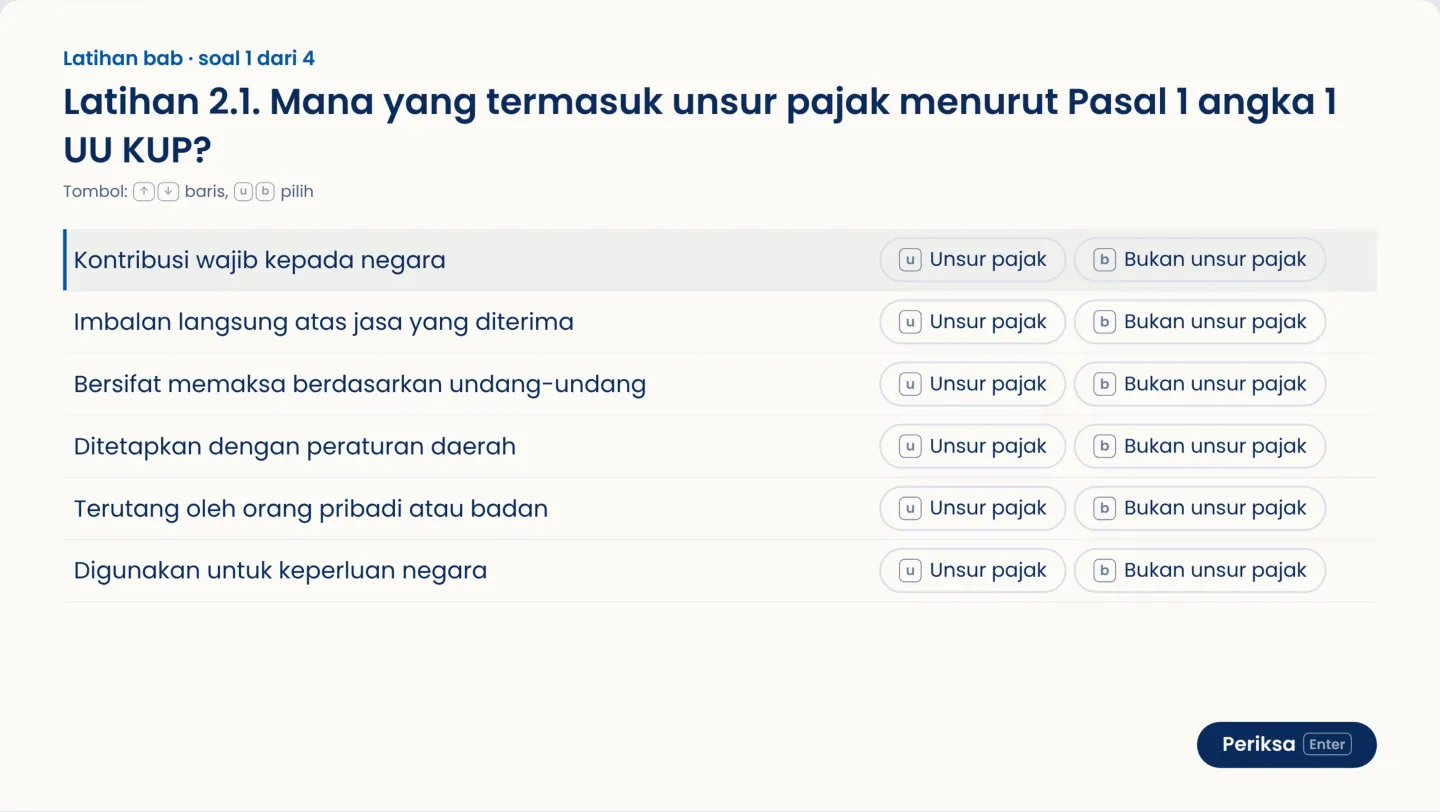 Latihan bab · soal 1 dari 4
Latihan 2.1. Mana yang termasuk unsur pajak menurut Pasal 1 angka 1
UU KUP?
Tombol: ↑ ↓ baris, u b pilih
Kontribusi wajib kepada negara u Unsur pajak b Bukan unsur pajak
Imbalan langsung atas jasa yang diterima u Unsur pajak b Bukan unsur pajak
Bersifat memaksa berdasarkan undang-undang u Unsur pajak b Bukan unsur pajak
Ditetapkan dengan peraturan daerah u Unsur pajak b Bukan unsur pajak
Terutang oleh orang pribadi atau badan u Unsur pajak b Bukan unsur pajak
Digunakan untuk keperluan negara u Unsur pajak b Bukan unsur pajak
Periksa Enter